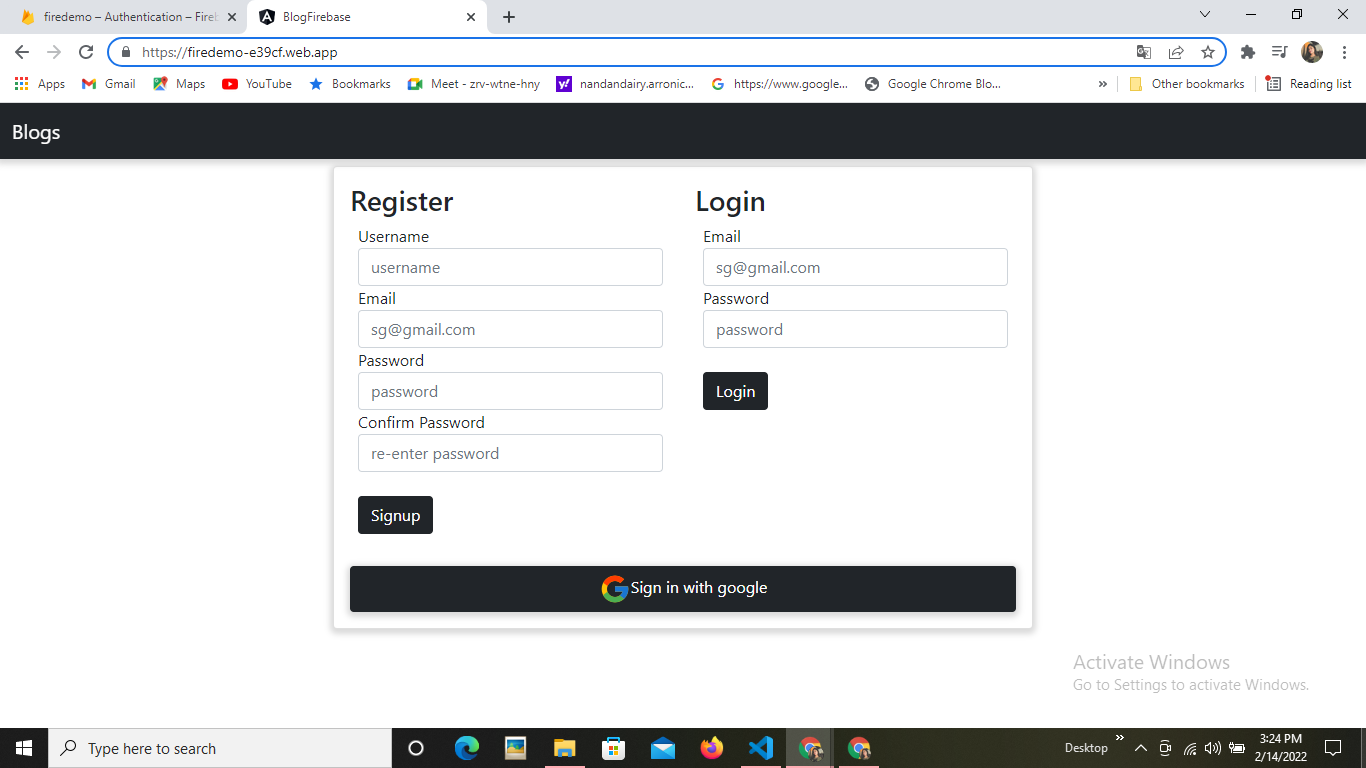 firedemo – Authentication – Fireb
BlogFirebase
https://firedemo-e39cf.web.app
Apps
Gmail
Maps
YouTube
Bookmarks
Meet - zrv-wtne-hny
nandandairy.arronic...
https://www.google...
Google Chrome Blo...
»
Other bookmarks
Reading list
Blogs
Register
Username
username
Email
sg@gmail.com
Password
password
Confirm Password
re-enter password
Signup
Login
Email
sg@gmail.com
Password
password
Login
Sign in with google
Activate Windows
Go to Settings to activate Windows.
Type here to search
Desktop
»
3:24 PM
2/14/2022